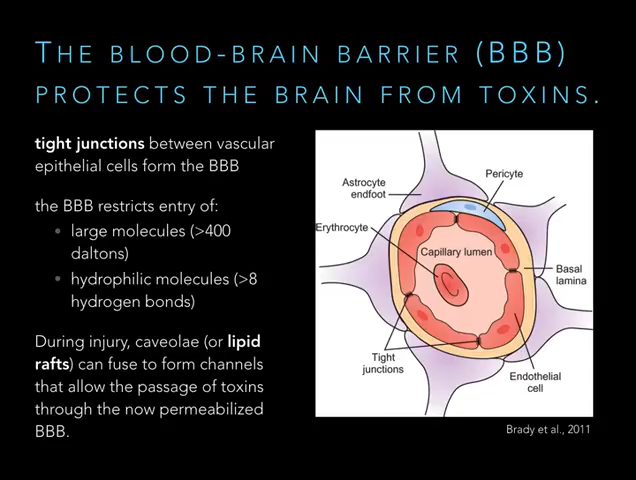 THE BLOOD-BRAIN BARRIER (BBB)
PROTECTS THE BRAIN FROM TOXINS.
tight junctions between vascular
epithelial cells form the BBB
the BBB restricts entry of:
• large molecules (>400
daltons)
• hydrophilic molecules (>8
hydrogen bonds)
During injury, caveolae (or lipid
rafts) can fuse to form channels
that allow the passage of toxins
through the now permeabilized
BBB.
Astrocyte
endfoot
Pericyte
Erythrocyte
Capillary lumen
Basal
lamina
Tight
junctions
Endothelial
cell
Brady et al., 2011